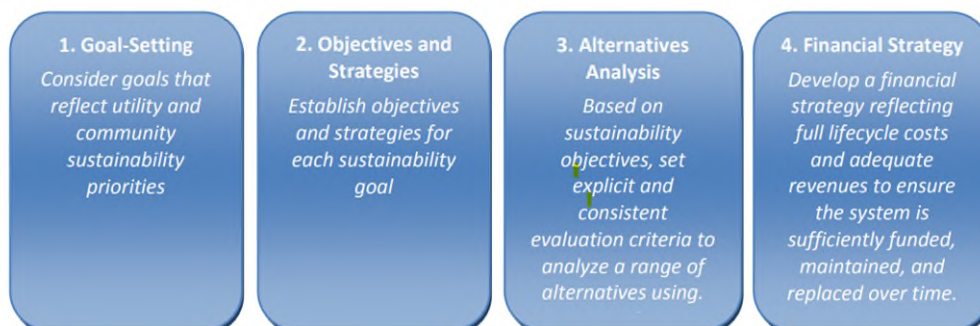 1. Goal-Setting
Consider goals that
reflect utility and
community
sustainability
priorities
2. Objectives and
Strategies
Establish objectives
and strategies for
each sustainability
goal
3. Alternatives
Analysis
Based on
sustainability
objectives, set
explicit and
consistent
evaluation criteria to
analyze a range of
alternatives using.
4. Financial Strategy
Develop a financial
strategy reflecting
full lifecycle costs
and adequate
revenues to ensure
the system is
sufficiently funded,
maintained, and
replaced over time.